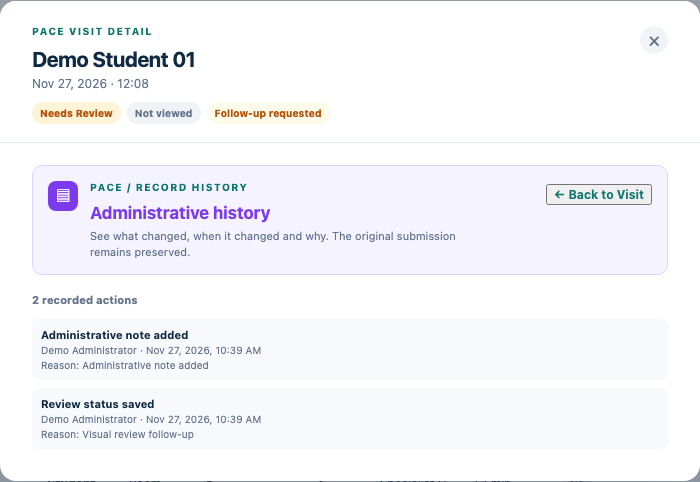 PACE VISIT DETAIL
Demo Student 01
Nov 27, 2026 · 12:08
Needs Review
Not viewed
Follow-up requested
PACE / RECORD HISTORY
← Back to Visit
Administrative history
See what changed, when it changed and why. The original submission
remains preserved.
2 recorded actions
Administrative note added
Demo Administrator · Nov 27, 2026, 10:39 AM
Reason: Administrative note added
Review status saved
Demo Administrator · Nov 27, 2026, 10:39 AM
Reason: Visual review follow-up